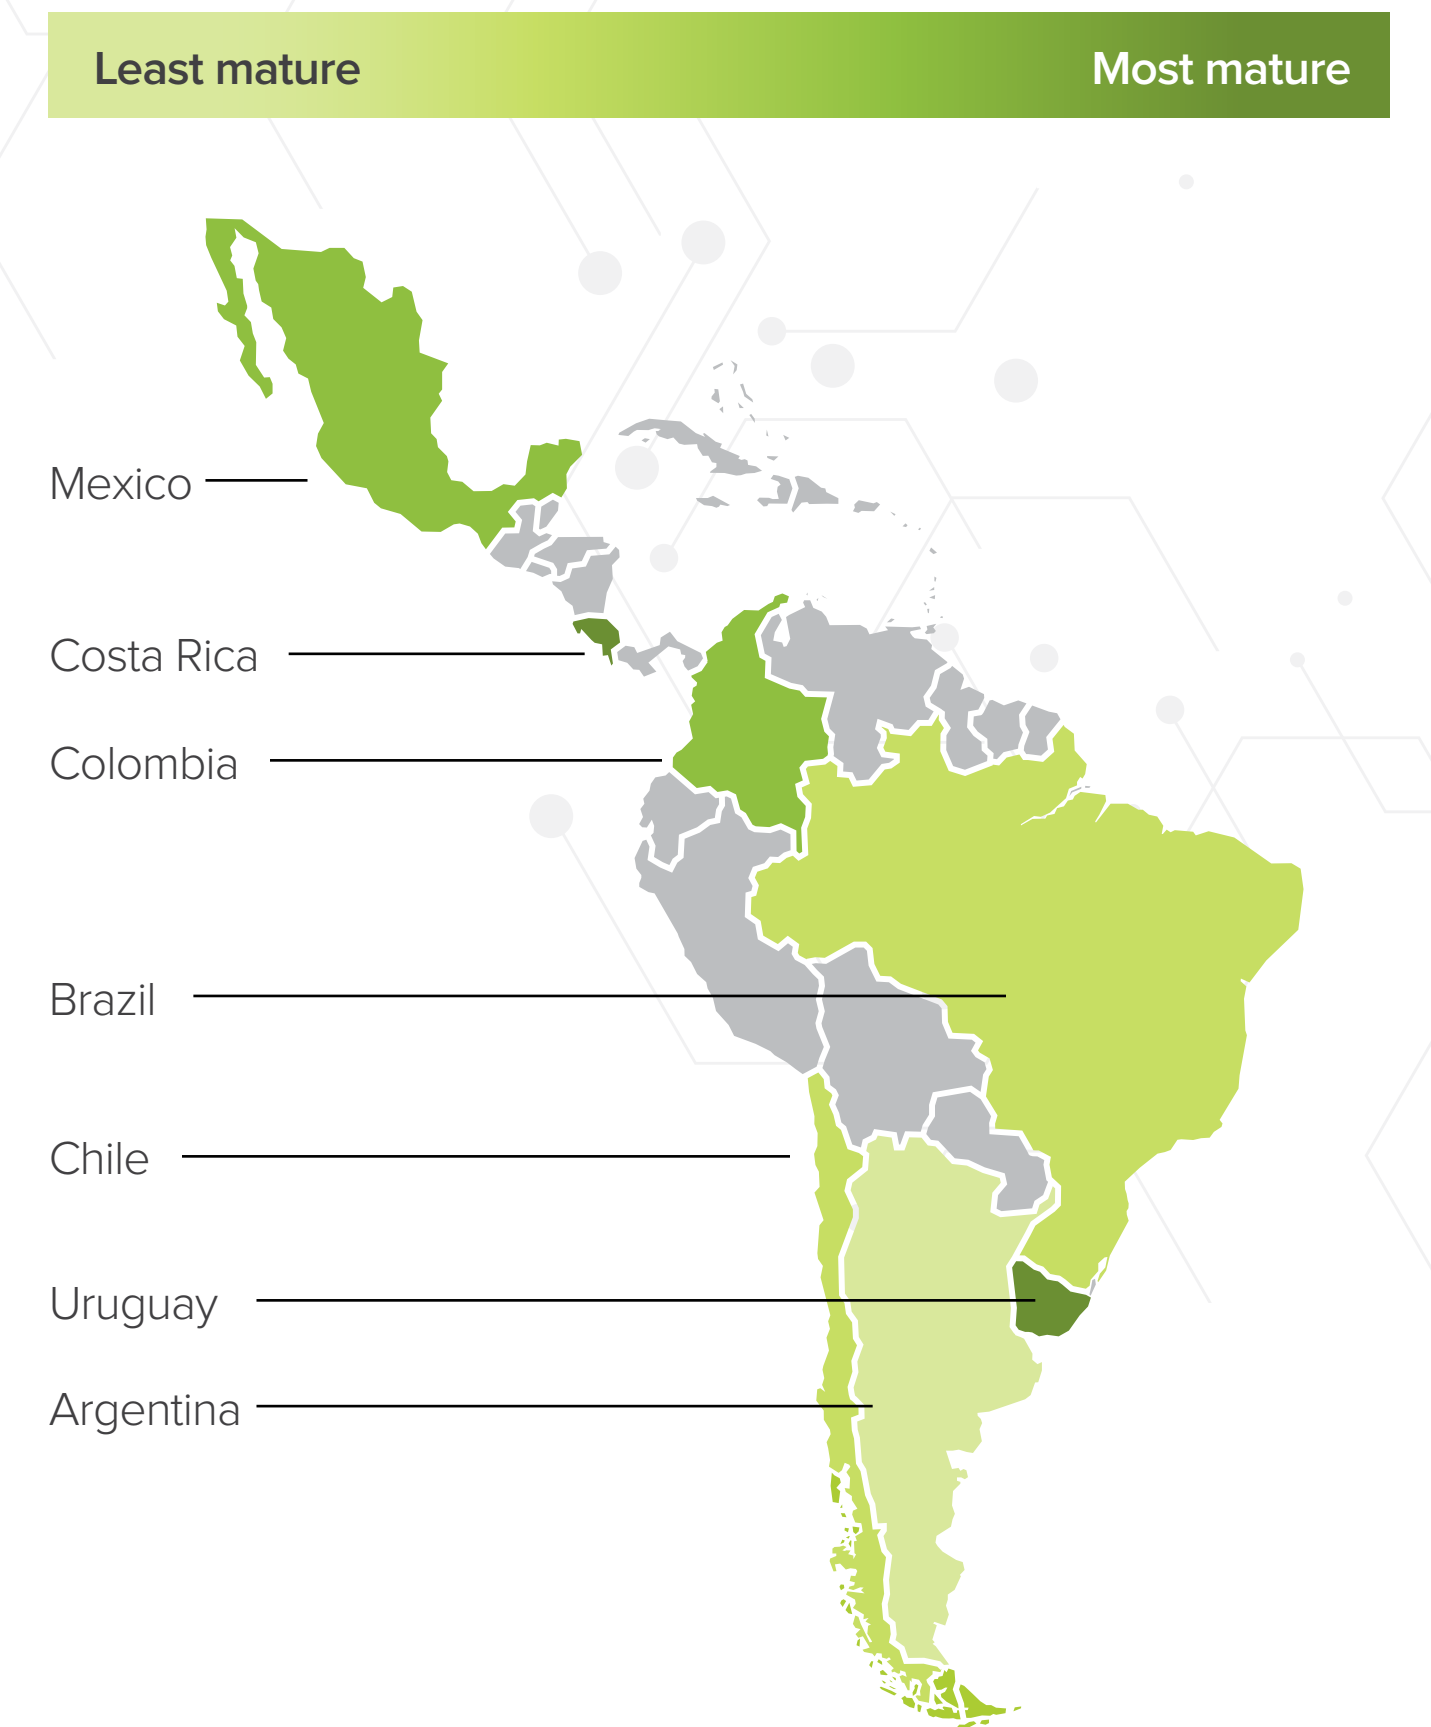 Least mature
Most mature
Mexico
Costa Rica
Colombia
Brazil
Chile
Uruguay
Argentina